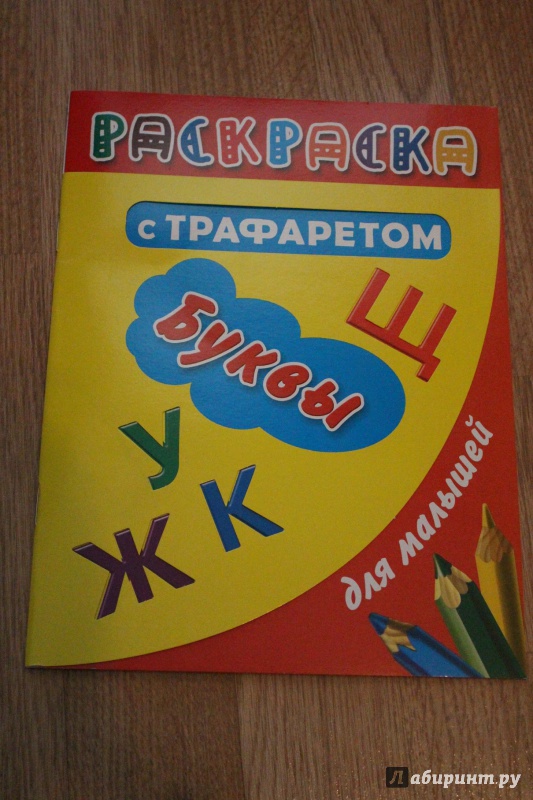 РАСКРАСКА
с ТРАФАРЕТОМ
Буквы
Щ
У
К
Ж
для малышей
Лабиринт.ру